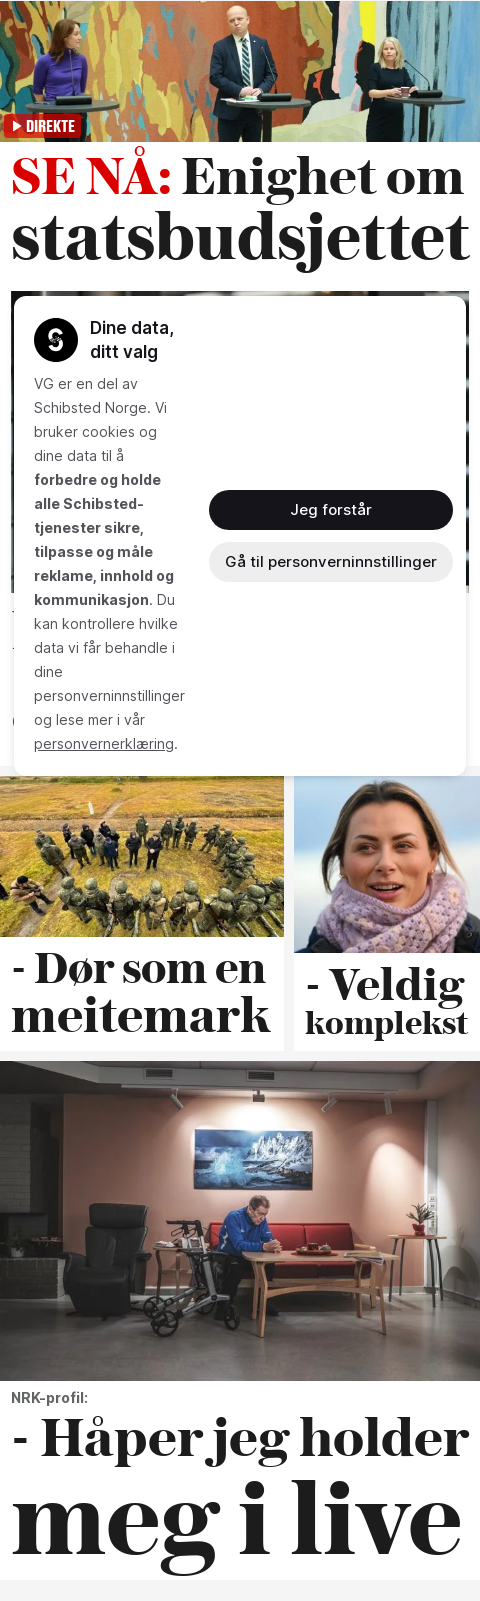 DIREKTE
SE NÅ: Enighet om
statsbudsjettet
Dine data,
ditt valg
VG er en del av
Schibsted Norge. Vi
bruker cookies og
dine data til å
forbedre og holde
alle Schibsted-
tjenester sikre,
tilpasse og måle
reklame, innhold og
kommunikasjon. Du
kan kontrollere hvilke
data vi får behandle i
dine
personverninnstillinger
og lese mer i vår
personvernerklæring.
Jeg forstår
Gå til personverninnstillinger
- Dør som en
meitemark
- Veldig
komplekst
NRK-profil:
- Håper jeg holder
meg i live